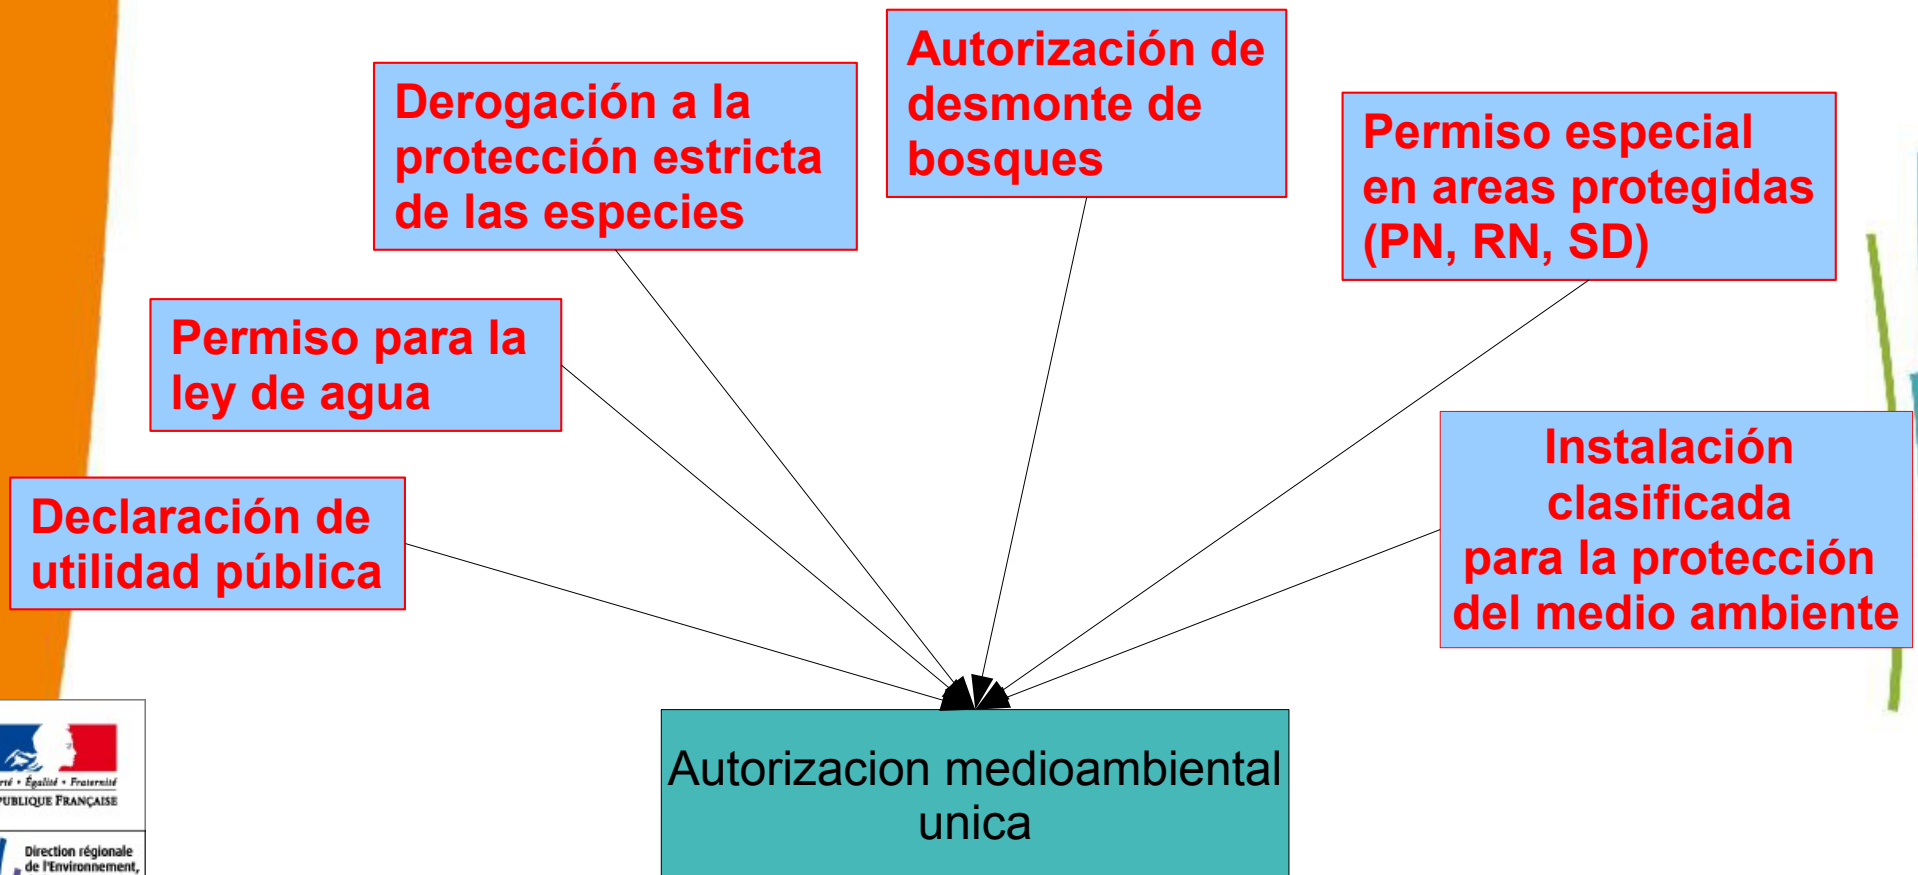 Autorización de
desmonte de
bosques
Derogación a la
protección estricta
de las especies
Permiso especial
en areas protegidas
(PN, RN, SD)
Permiso para la
ley de agua
Instalación
clasificada
para la protección
del medio ambiente
Declaración de
utilidad pública
Autorizacion medioambiental
unica
Égalité • Fraternité
FRANÇAISE
Direction régionale
de l'Environnement,